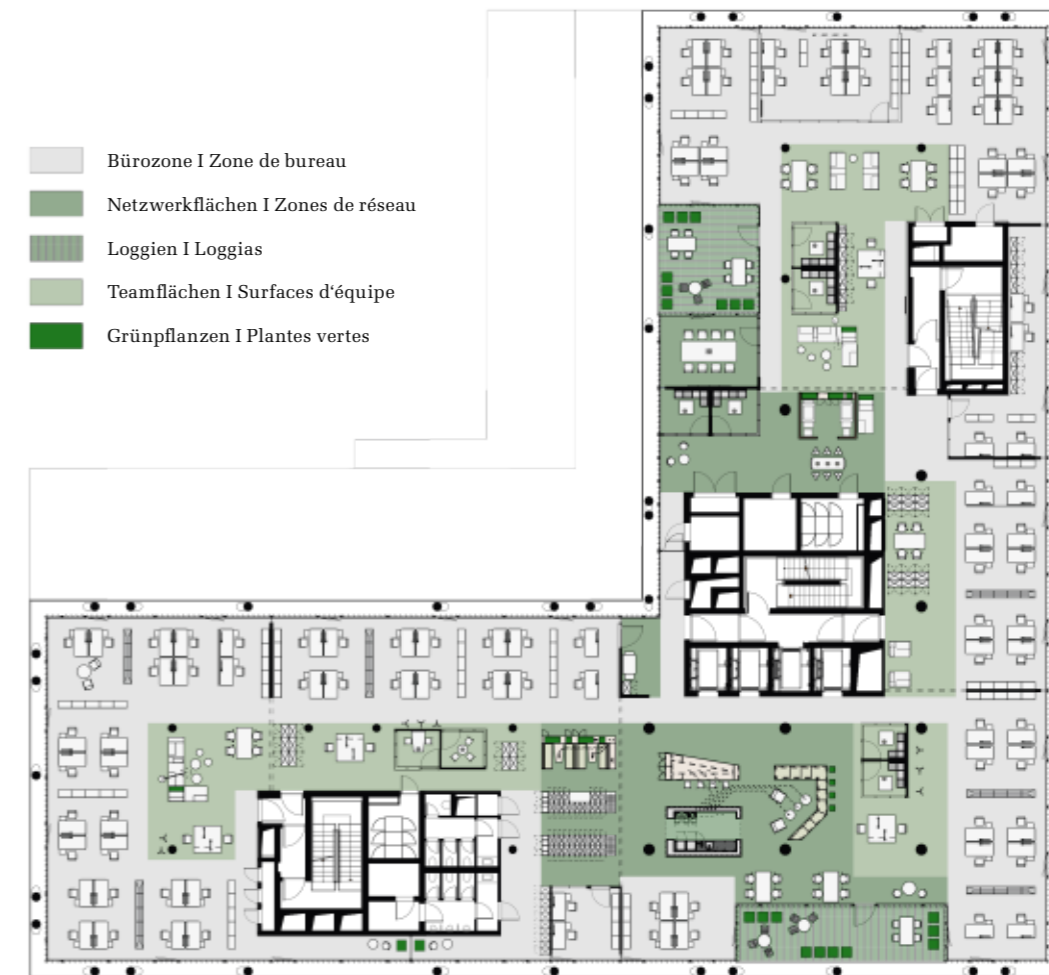 Bürozone I Zone de bureau
Netzwerkflächen I Zones de réseau
Loggien I Loggias
Teamflächen I Surfaces d‘équipe
Grünpflanzen I Plantes vertes